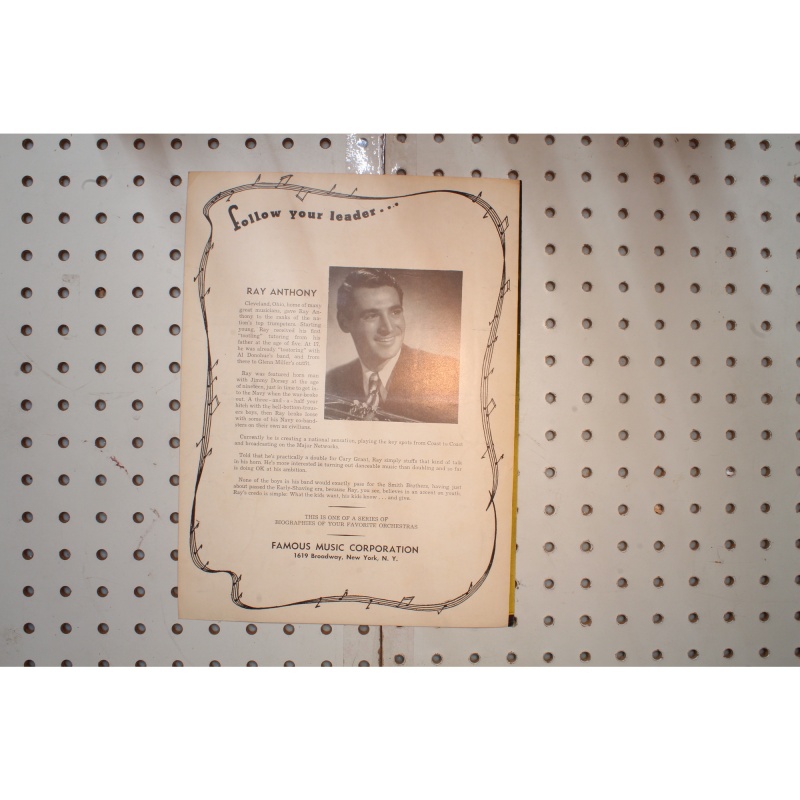 follow your leader...
RAY ANTHONY
Cleveland, Ohio, home of many
great musicians, gave Ray An-
thony to the ranks of the na-
tion's top trumpeters. Starting
young, Ray received his first
"tootling" tutoring from his
father at the age of five. At 17,
he was already "tootering" with
Al Donahue's band, and from
there to Glenn Miller's outfit.
Ray was featured horn man
with Jimmy Dorsey at the age
of nineteen, just in time to get in-
to the Navy when the war broke
out. A three-and-a-half year
hitch with the bell-bottom-trous-
er boys, then Ray broke loose
with some of his Navy
on their own as civilians.
Currently he is creating a national sensation, playing the key spots from Coast to Coast
and broadcasting on the Major Networks.
Told that he's practically a double for Cary Grant, Ray simply stuffs that kind of talk
in his horn. He's more interested in turning out danceable music than doubling and so far
is doing OK at his ambition.
None of the boys in his band would exactly pass for the Smith Brothers, having just
about passed the Early-Shaving era, because Ray, you see, believes in an accent on youth.
Ray's credo is simple: What the kids want, his kids know . . . and give.
THIS IS ONE OF A SERIES OF
BIOGRAPHIES OF YOUR FAVORITE ORCHESTRAS
FAMOUS MUSIC CORPORATION
1619 Broadway, New York, N. Y.